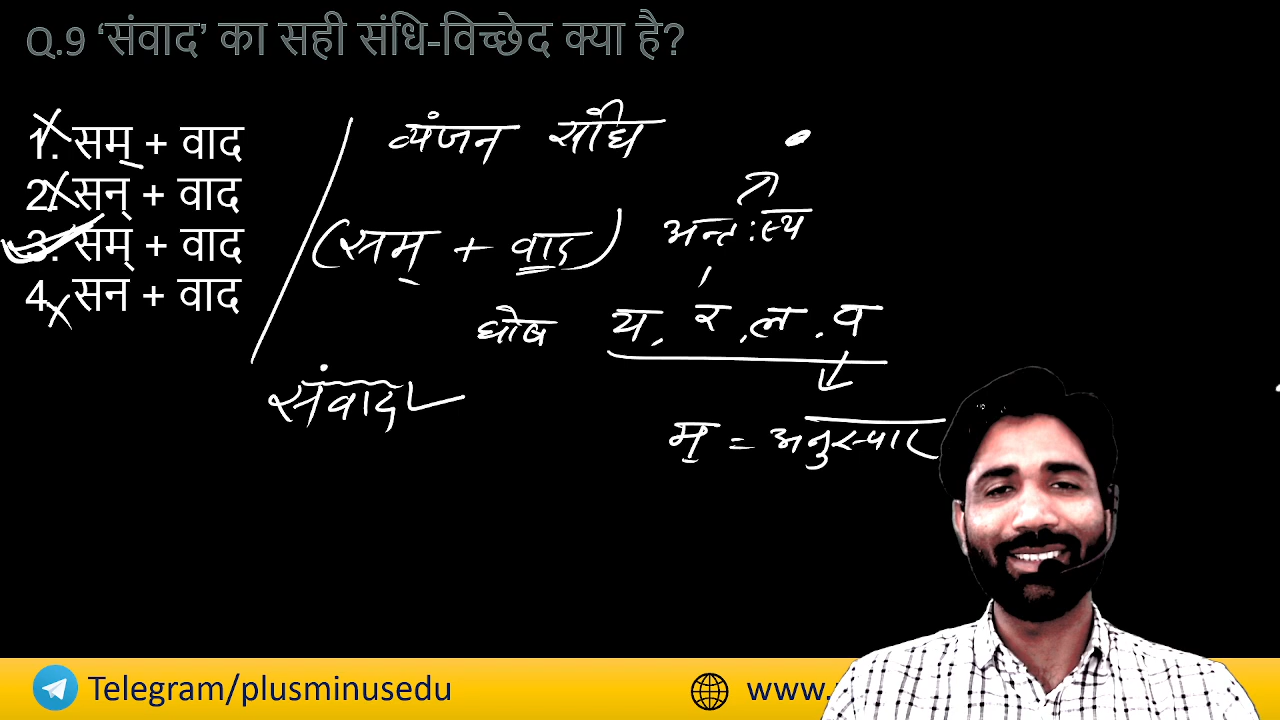 Q.9 ‘संवाद’ का सही संधि-विच्छेद क्या है?
1. सम् + वाद
2. सन् + वाद
3. सम् + वाद
4. सन + वाद
व्यंजन संधि
(सम् + वाद)
अन्तःस्थ
घोष य, र, ल, व
संवाद
म् = अनुस्वार
Telegram/plusminusedu
www.